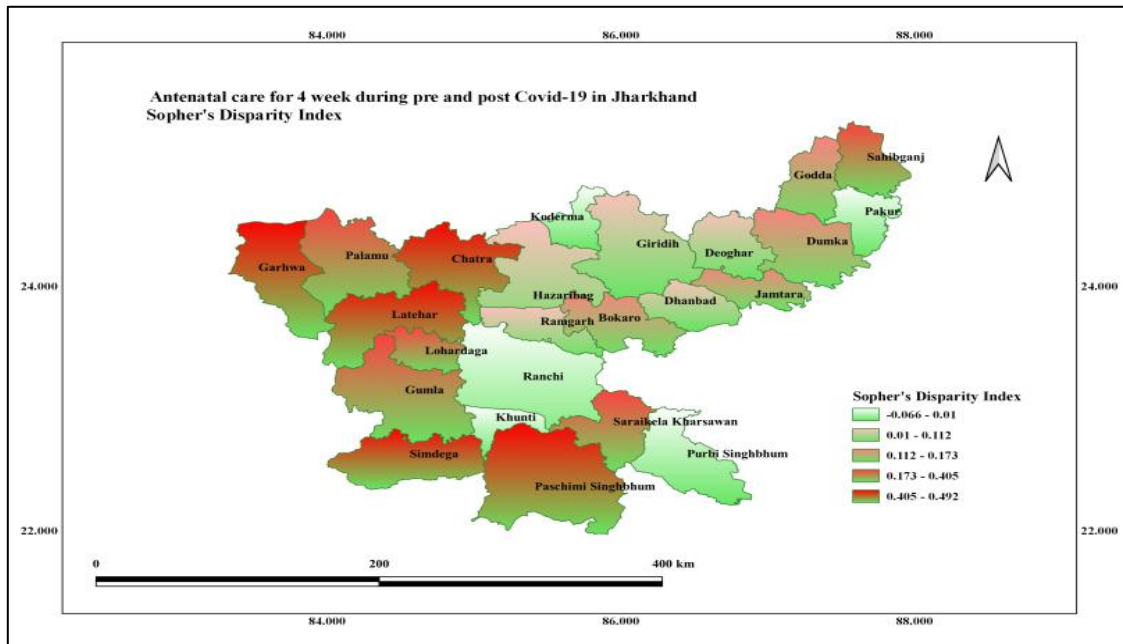 84.000 86.000 88.000
Antenatal care for 4 week during pre and post Covid-19 in Jharkhand
Sopher's Disparity Index
Sahibganj
Godda
Pakur
Kuderma
Giridih
Dumka
Deoghar
Palamu
Chatra
Garhwa
24.000 24.000
Hazaribag
Jamtara
Dhanbad
Latehar
Ramgarh
Bokaro
Lohardaga
Ranchi
Gumla
Sopher's Disparity Index
-0.066 - 0.01
Khunti
Saraikela Kharsawan
0.01 - 0.112
Purbi Singhbhum
0.112 - 0.173
Simdega
0.173 - 0.405
Paschimi Singhbhum
0.405 - 0.492
22.000 22.000
0 200 400 km
84.000 86.000 88.000